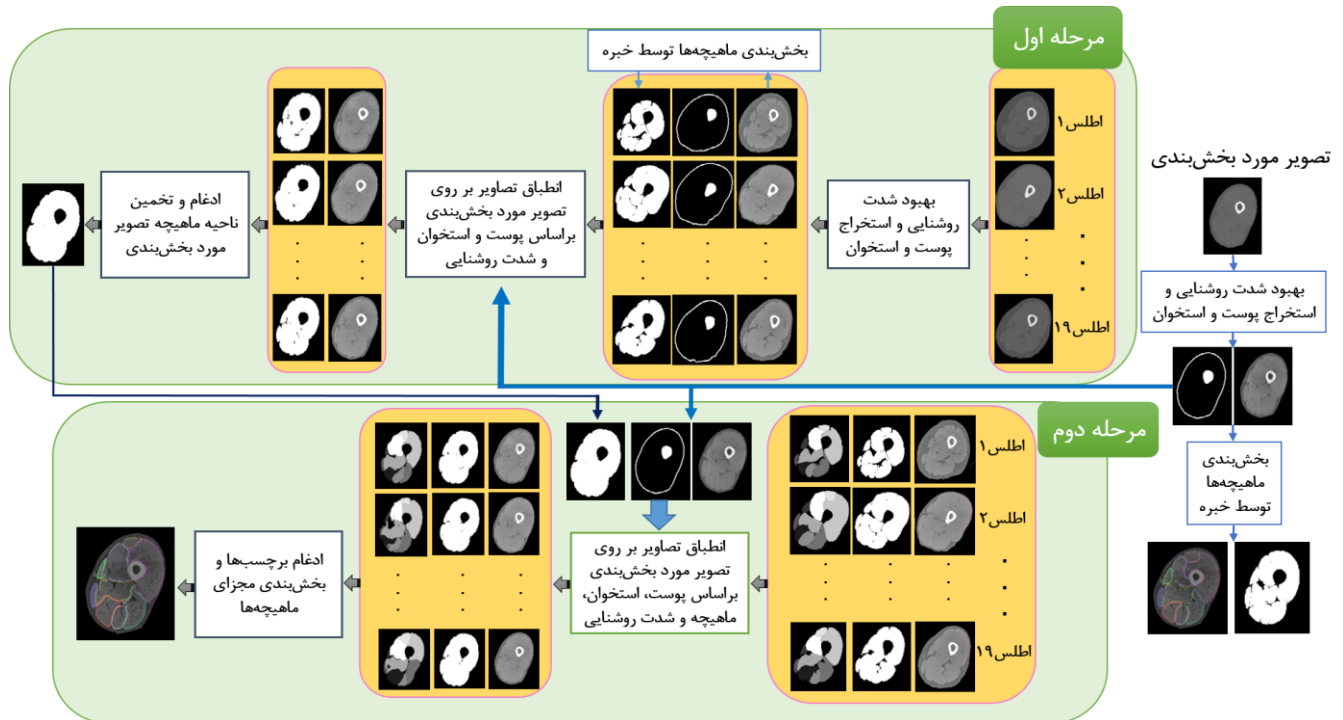 مرحله اول
بخش‌بندی ماهیچه‌ها توسط خبره
اطلس۱
اطلس۲
اطلس۱۹
بهبود شدت
روشنایی و استخراج
پوست و استخوان
انطباق تصاویر بر روی
تصویر مورد بخش‌بندی
براساس پوست و استخوان
و شدت روشنایی
ادغام و تخمین
ناحیه ماهیچه تصویر
مورد بخش‌بندی
تصویر مورد بخش‌بندی
بهبود شدت روشنایی و
استخراج پوست و استخوان
بخش‌بندی
ماهیچه‌ها
توسط خبره
مرحله دوم
اطلس۱
اطلس۲
اطلس۱۹
انطباق تصاویر بر روی
تصویر مورد بخش‌بندی
براساس پوست، استخوان،
ماهیچه و شدت روشنایی
ادغام برچسب‌ها و
بخش‌بندی مجزای
ماهیچه‌ها